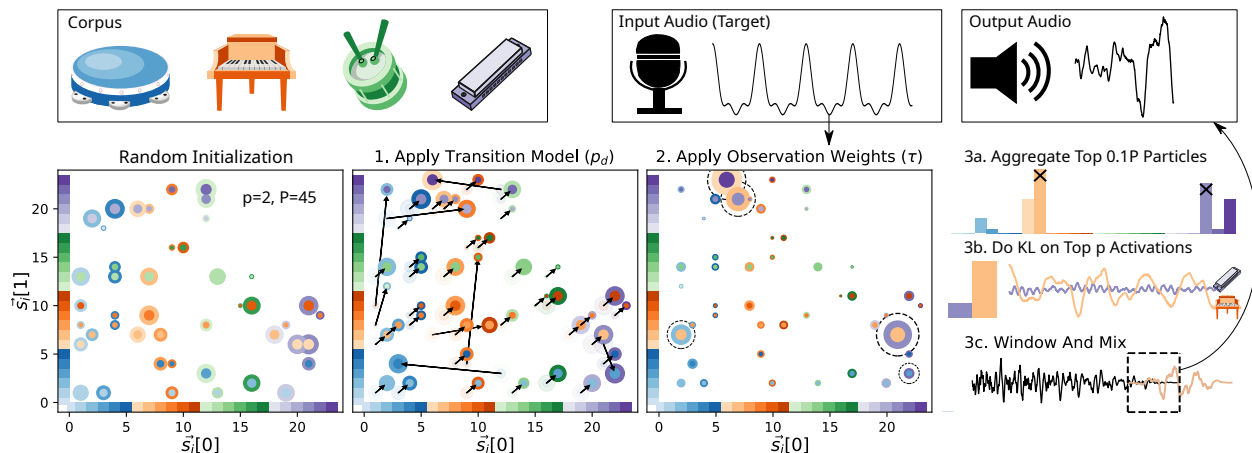 Corpus
Input Audio (Target)
Output Audio
Random Initialization
1. Apply Transition Model (p_d)
2. Apply Observation Weights (τ)
3a. Aggregate Top 0.1P Particles
p=2, P=45
3b. Do KL on Top p Activations
3c. Window And Mix
20
15
10
5
0
s⃗_i[1]
0 5 10 15 20
0 5 10 15 20
0 5 10 15 20
s⃗_i[0]
s⃗_i[0]
s⃗_i[0]